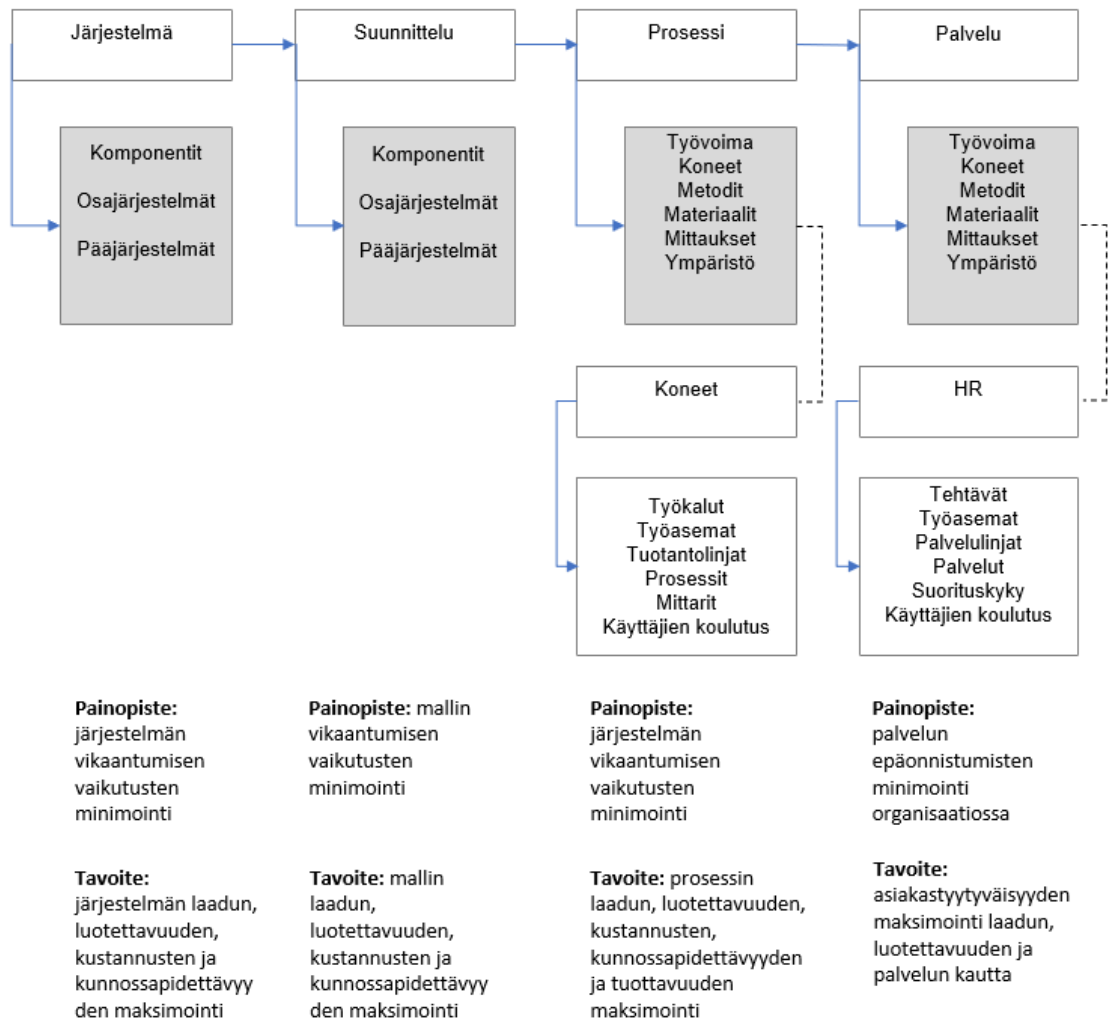 Järjestelmä
Suunnittelu
Prosessi
Palvelu
Komponentit
Osajärjestelmät
Pääjärjestelmät
Komponentit
Osajärjestelmät
Pääjärjestelmät
Työvoima
Koneet
Metodit
Materiaalit
Mittaukset
Ympäristö
Työvoima
Koneet
Metodit
Materiaalit
Mittaukset
Ympäristö
Koneet
HR
Työkalut
Työasemat
Tuotantolinjat
Prosessit
Mittarit
Käyttäjien koulutus
Tehtävät
Työasemat
Palvelulinjat
Palvelut
Suorituskyky
Käyttäjien koulutus
Painopiste:
järjestelmän
vikaantumisen
vaikutusten
minimointi
Painopiste: mallin
vikaantumisen
vaikutusten
minimointi
Painopiste:
järjestelmän
vikaantumisen
vaikutusten
minimointi
Painopiste:
palvelun
epäonnistumisten
minimointi
organisaatiossa
Tavoite:
järjestelmän laadun,
luotettavuuden,
kustannusten ja
kunnossapidettävyy
den maksimointi
Tavoite: mallin
laadun,
luotettavuuden,
kustannusten ja
kunnossapidettävyy
den maksimointi
Tavoite: prosessin
laadun, luotettavuuden,
kustannusten,
kunnossapidettävyyden
ja tuottavuuden
maksimointi
Tavoite:
asiakastyytyväisyyden
maksimointi laadun,
luotettavuuden ja
palvelun kautta